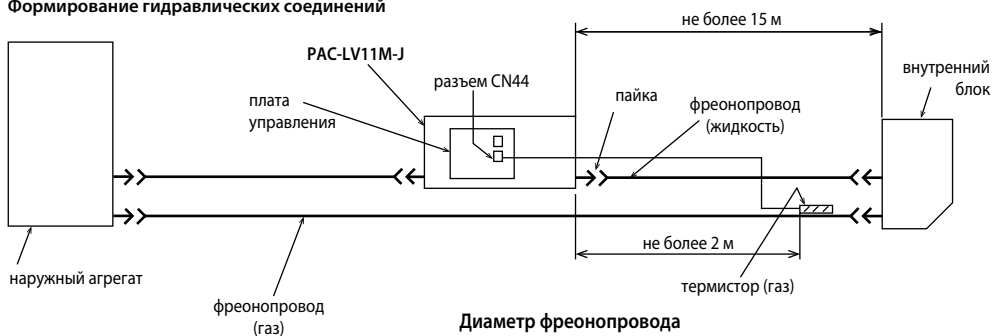 Формирование гидравлических соединений
не более 15 м
PAC-LV11M-J
разъем CN44
плата
управления
пайка
фреонопровод
(жидкость)
внутренний
блок
не более 2 м
наружный агрегат
термистор (газ)
фреонопровод
(газ)
Диаметр фреонопровода